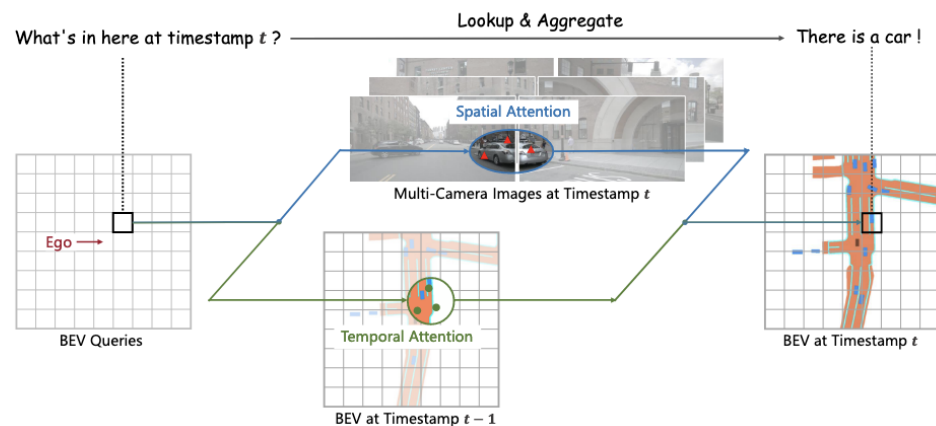 Lookup & Aggregate
What's in here at timestamp t ?
There is a car !
Spatial Attention
Multi-Camera Images at Timestamp t
Ego
Temporal Attention
BEV Queries
BEV at Timestamp t
BEV at Timestamp t − 1